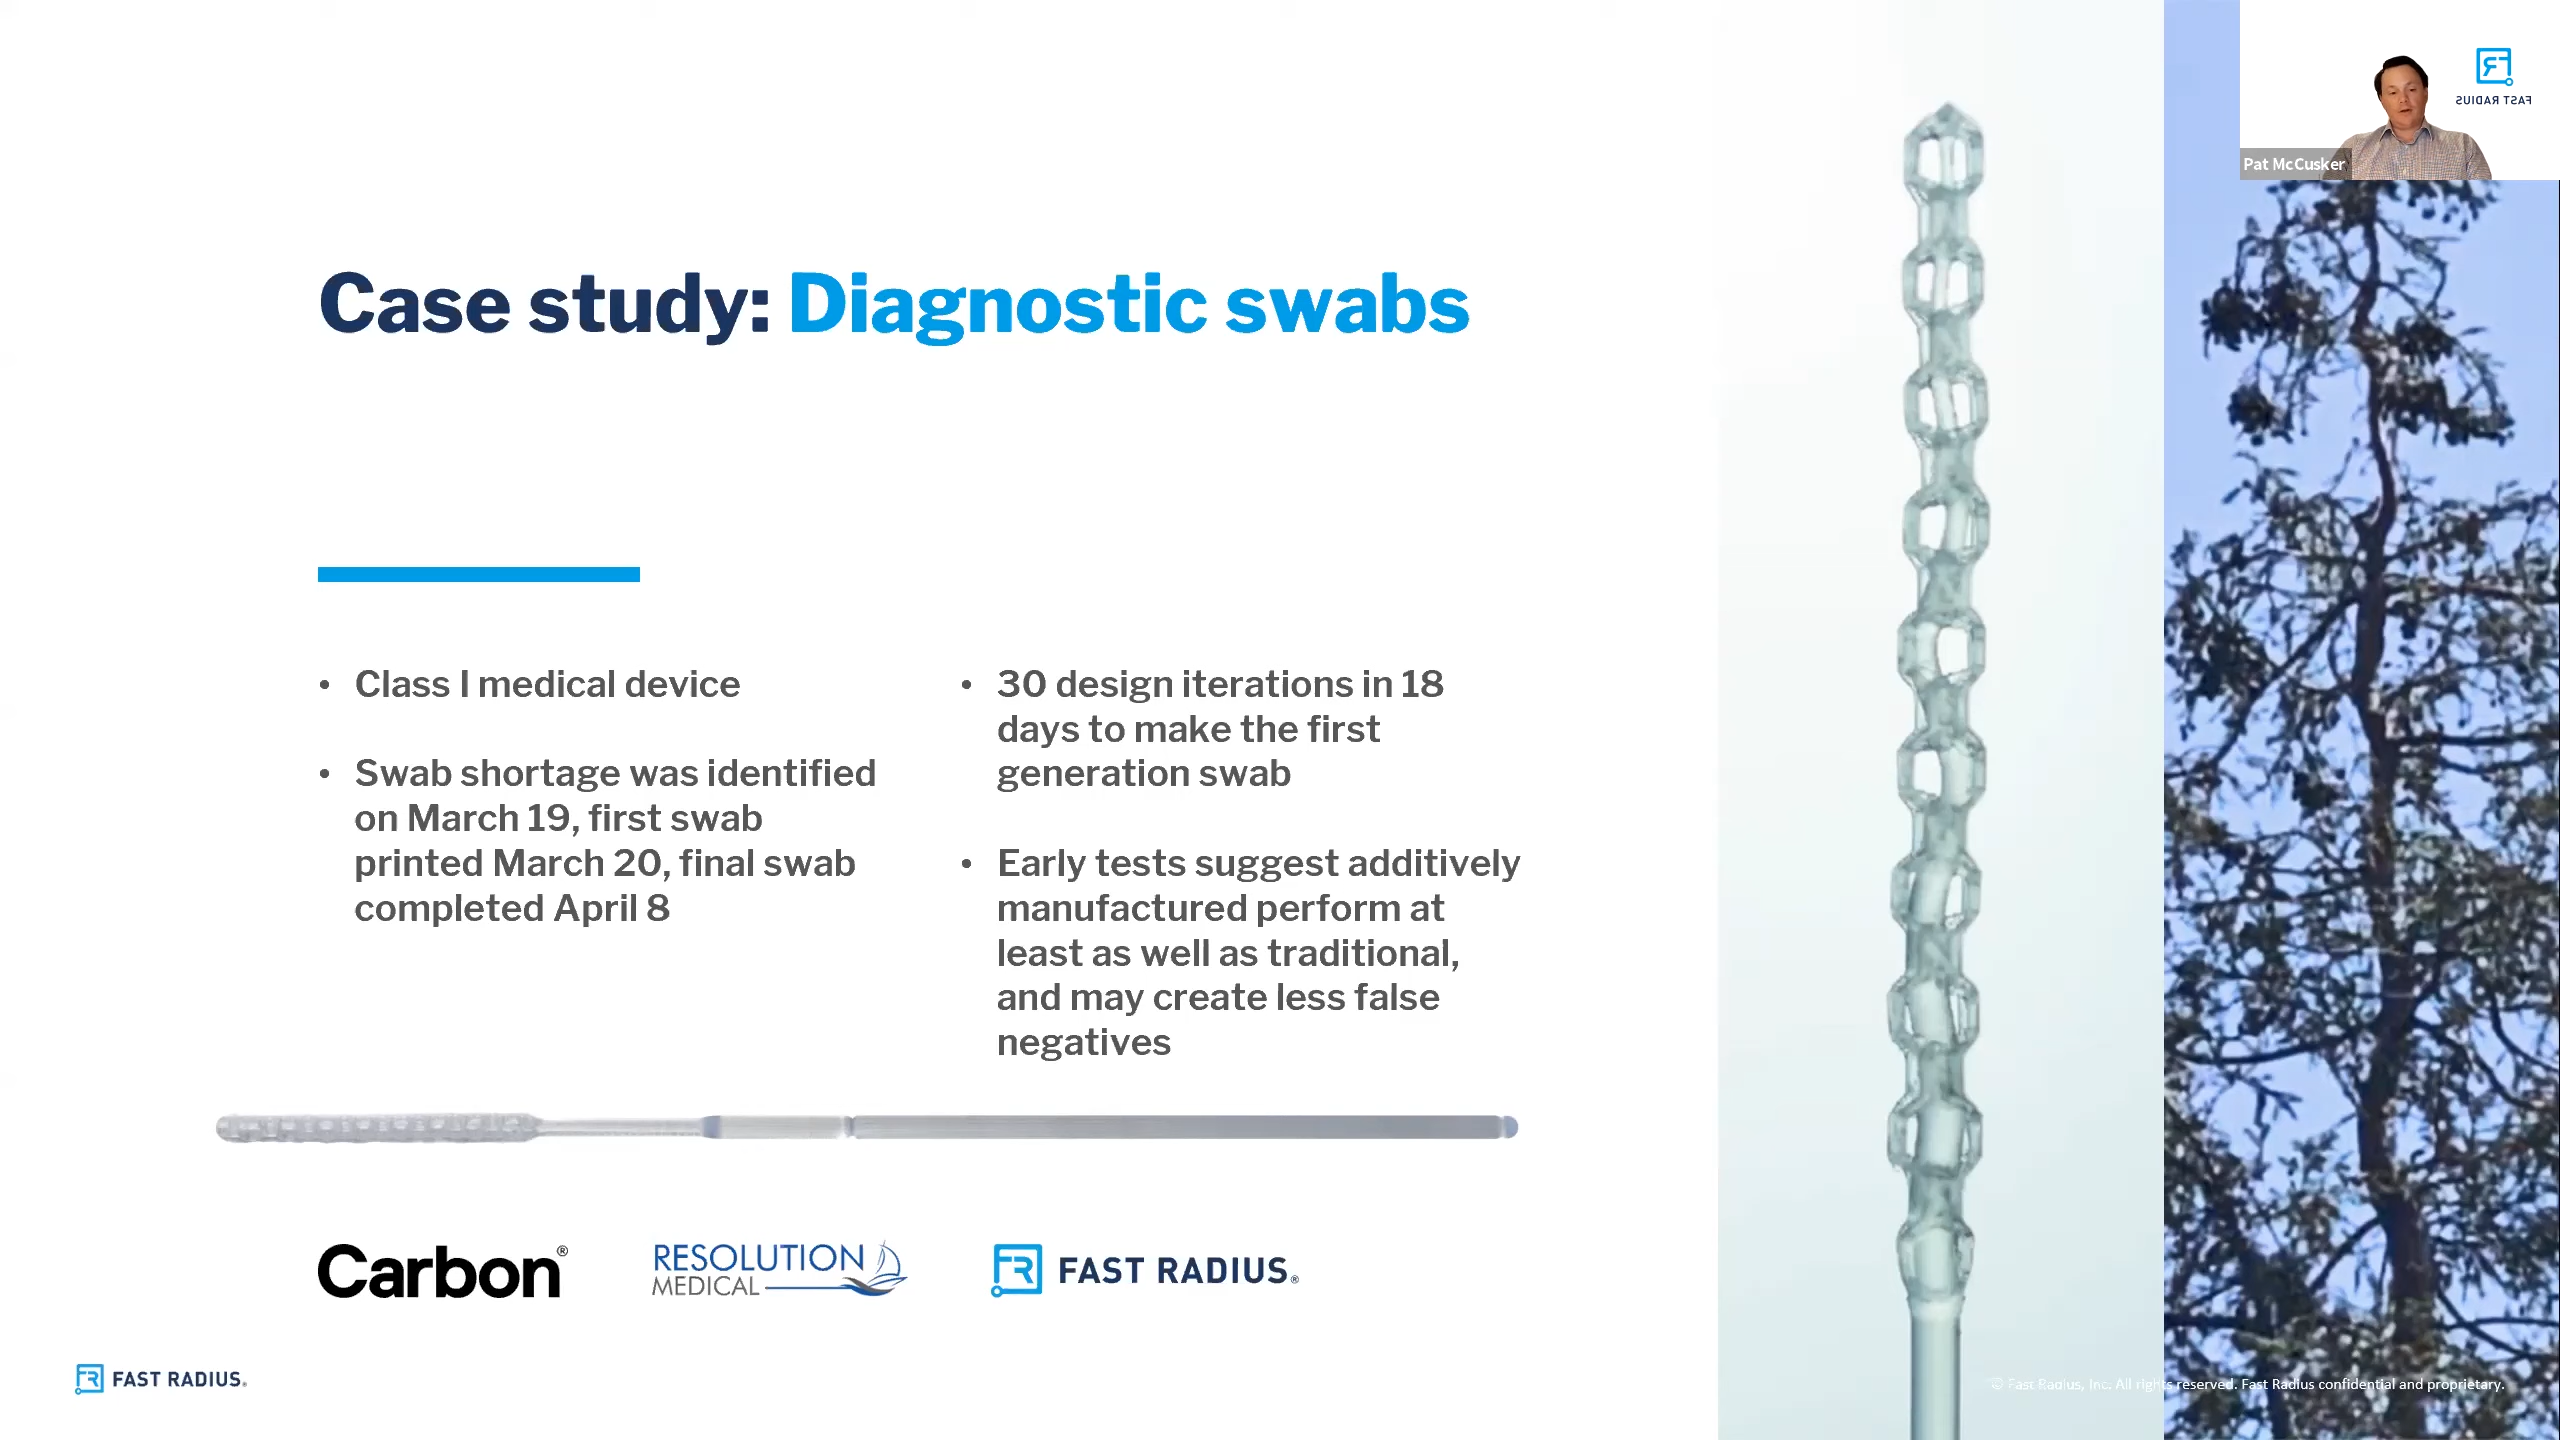 Case study: Diagnostic swabs
• Class I medical device
• Swab shortage was identified
on March 19, first swab
printed March 20, final swab
completed April 8
• 30 design iterations in 18
days to make the first
generation swab
• Early tests suggest additively
manufactured perform at
least as well as traditional,
and may create less false
negatives
Carbon®
RESOLUTION
MEDICAL
FR FAST RADIUS®
FR FAST RADIUS®
© Fast Radius, Inc. All rights reserved. Fast Radius confidential and proprietary.
FR
FAST RADIUS
Pat McCusker